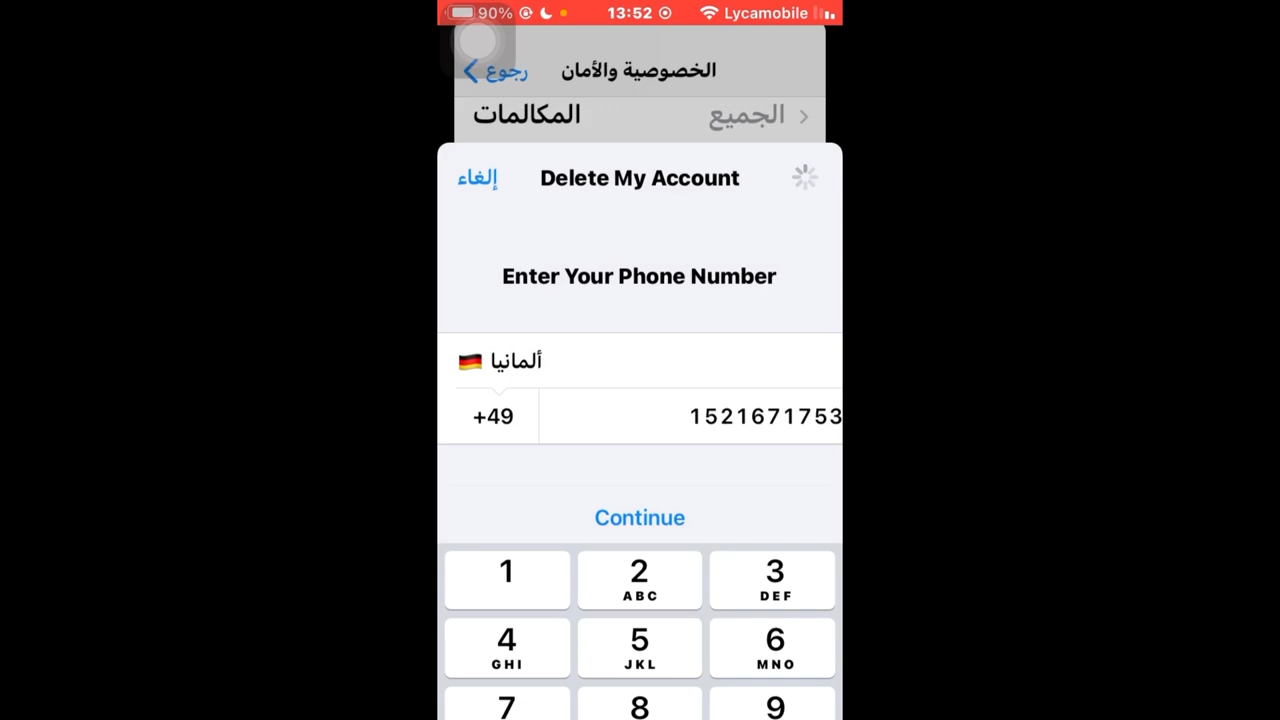 90% 13:52 Lycamobile
رجوع الخصوصية والأمان
المكالمات الجميع
إلغاء Delete My Account
Enter Your Phone Number
ألمانيا
+49 1521671753
Continue
1 2 3
ABC DEF
4 5 6
GHI JKL MNO
7 8 9